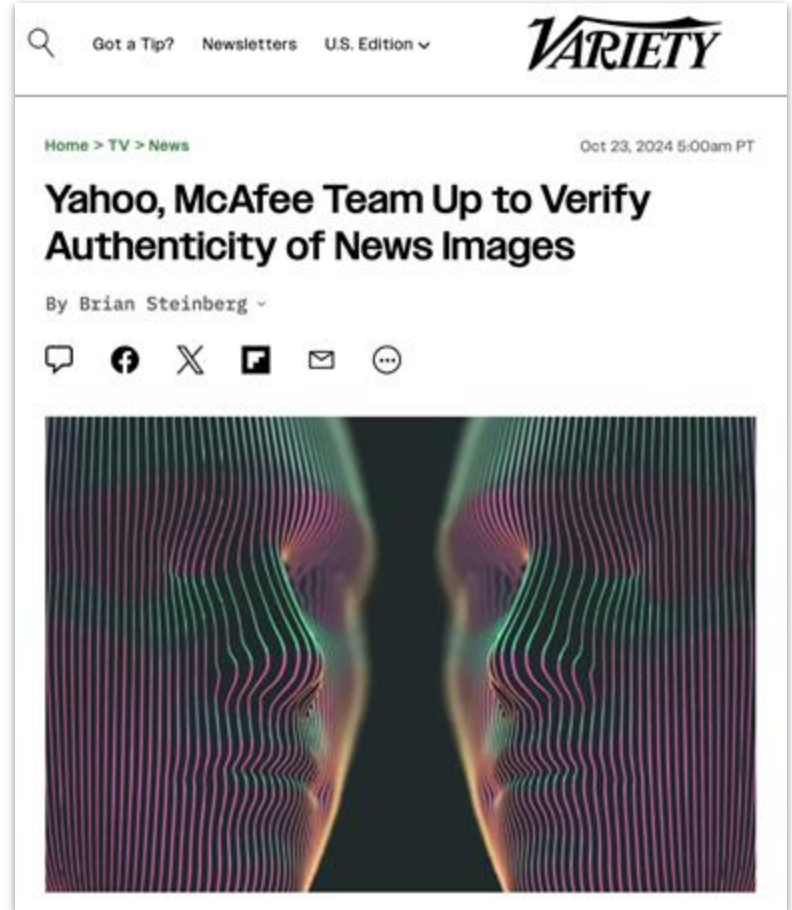 Got a Tip? Newsletters U.S. Edition VARIETY
Home > TV > News Oct 23, 2024 5:00am PT
Yahoo, McAfee Team Up to Verify
Authenticity of News Images
By Brian Steinberg